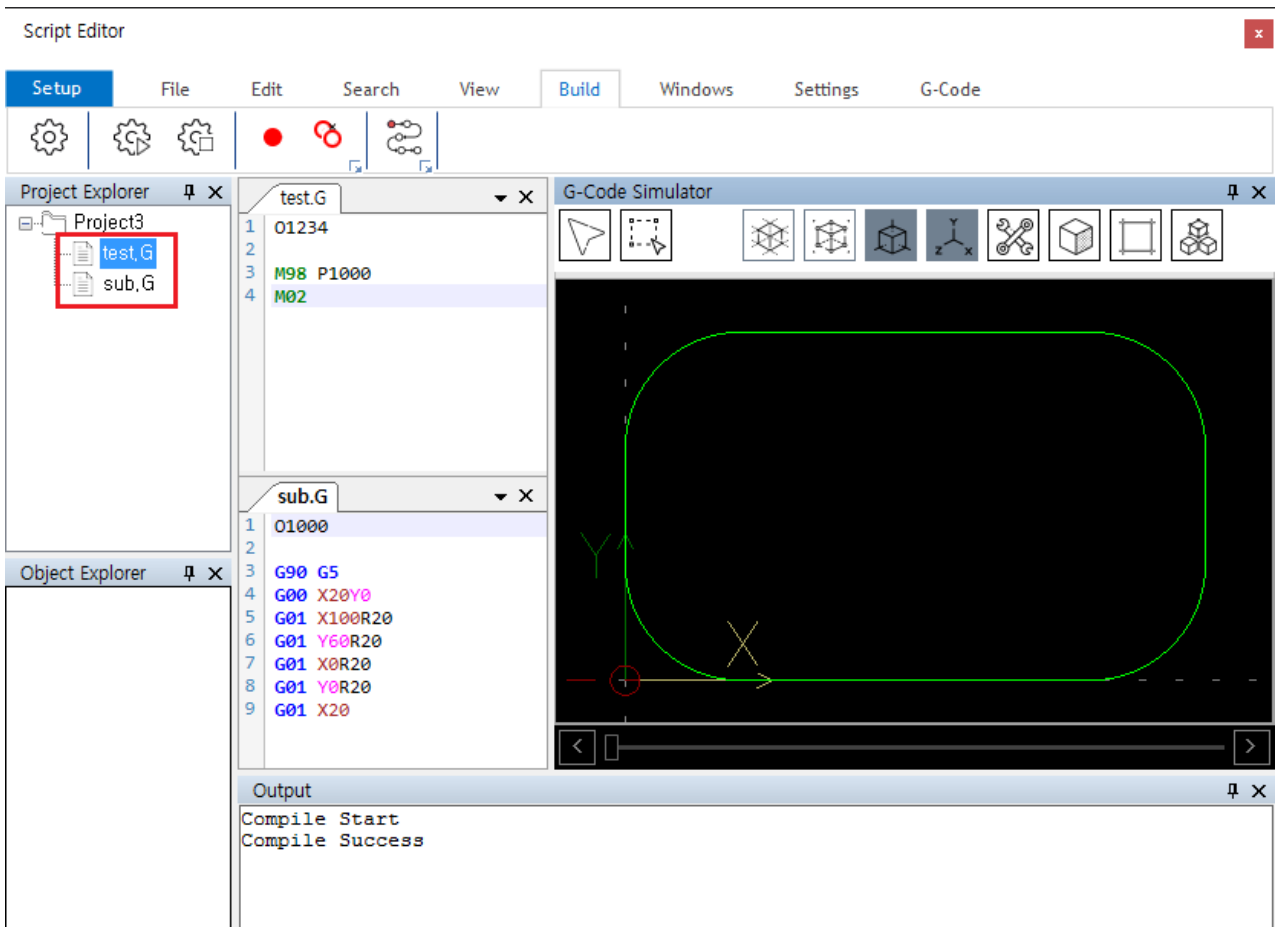 Script Editor
x
Setup File Edit Search View Build Windows Settings G-Code
Project Explorer
Project3
test,G
sub,G
Object Explorer
test.G
1 O1234
2
3 M98 P1000
4 M02
sub.G
1 O1000
2
3 G90 G5
4 G00 X20Y0
5 G01 X100R20
6 G01 Y60R20
7 G01 X0R20
8 G01 Y0R20
9 G01 X20
G-Code Simulator
Y
z x
Y
X
< >
Output
Compile Start
Compile Success